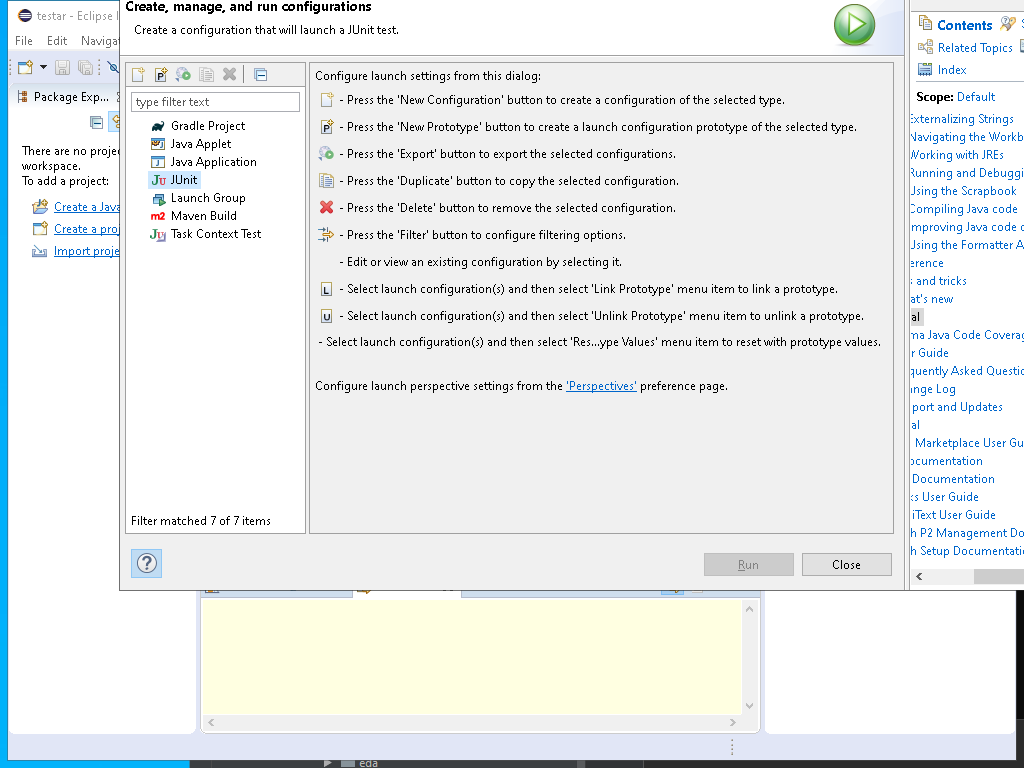 testar - Eclipse I
File Edit Navigat
Package Exp...
There are no projec
workspace.
To add a project:
Create a Java
Create a proj
Import proje
Create, manage, and run configurations
Create a configuration that will launch a JUnit test.
type filter text
Gradle Project
Java Applet
Java Application
JUnit
Launch Group
Maven Build
Task Context Test
Filter matched 7 of 7 items
Configure launch settings from this dialog:
- Press the 'New Configuration' button to create a configuration of the selected type.
- Press the 'New Prototype' button to create a launch configuration prototype of the selected type.
- Press the 'Export' button to export the selected configurations.
- Press the 'Duplicate' button to copy the selected configuration.
- Press the 'Delete' button to remove the selected configuration.
- Press the 'Filter' button to configure filtering options.
- Edit or view an existing configuration by selecting it.
- Select launch configuration(s) and then select 'Link Prototype' menu item to link a prototype.
- Select launch configuration(s) and then select 'Unlink Prototype' menu item to unlink a prototype.
- Select launch configuration(s) and then select 'Res...ype Values' menu item to reset with prototype values.
Configure launch perspective settings from the 'Perspectives' preference page.
Run
Close
Contents
Related Topics
Index
Scope: Default
Externalizing Strings
Navigating the Workb
Working with JREs
Running and Debuggi
Using the Scrapbook
Compiling Java code
mproving Java code c
Using the Formatter A
erence
s and tricks
at's new
al
ma Java Code Coverag
r Guide
quently Asked Questio
ange Log
port and Updates
al
Marketplace User Gu
ocumentation
Documentation
ks User Guide
iText User Guide
h P2 Management Do
h Setup Documentatio
eda